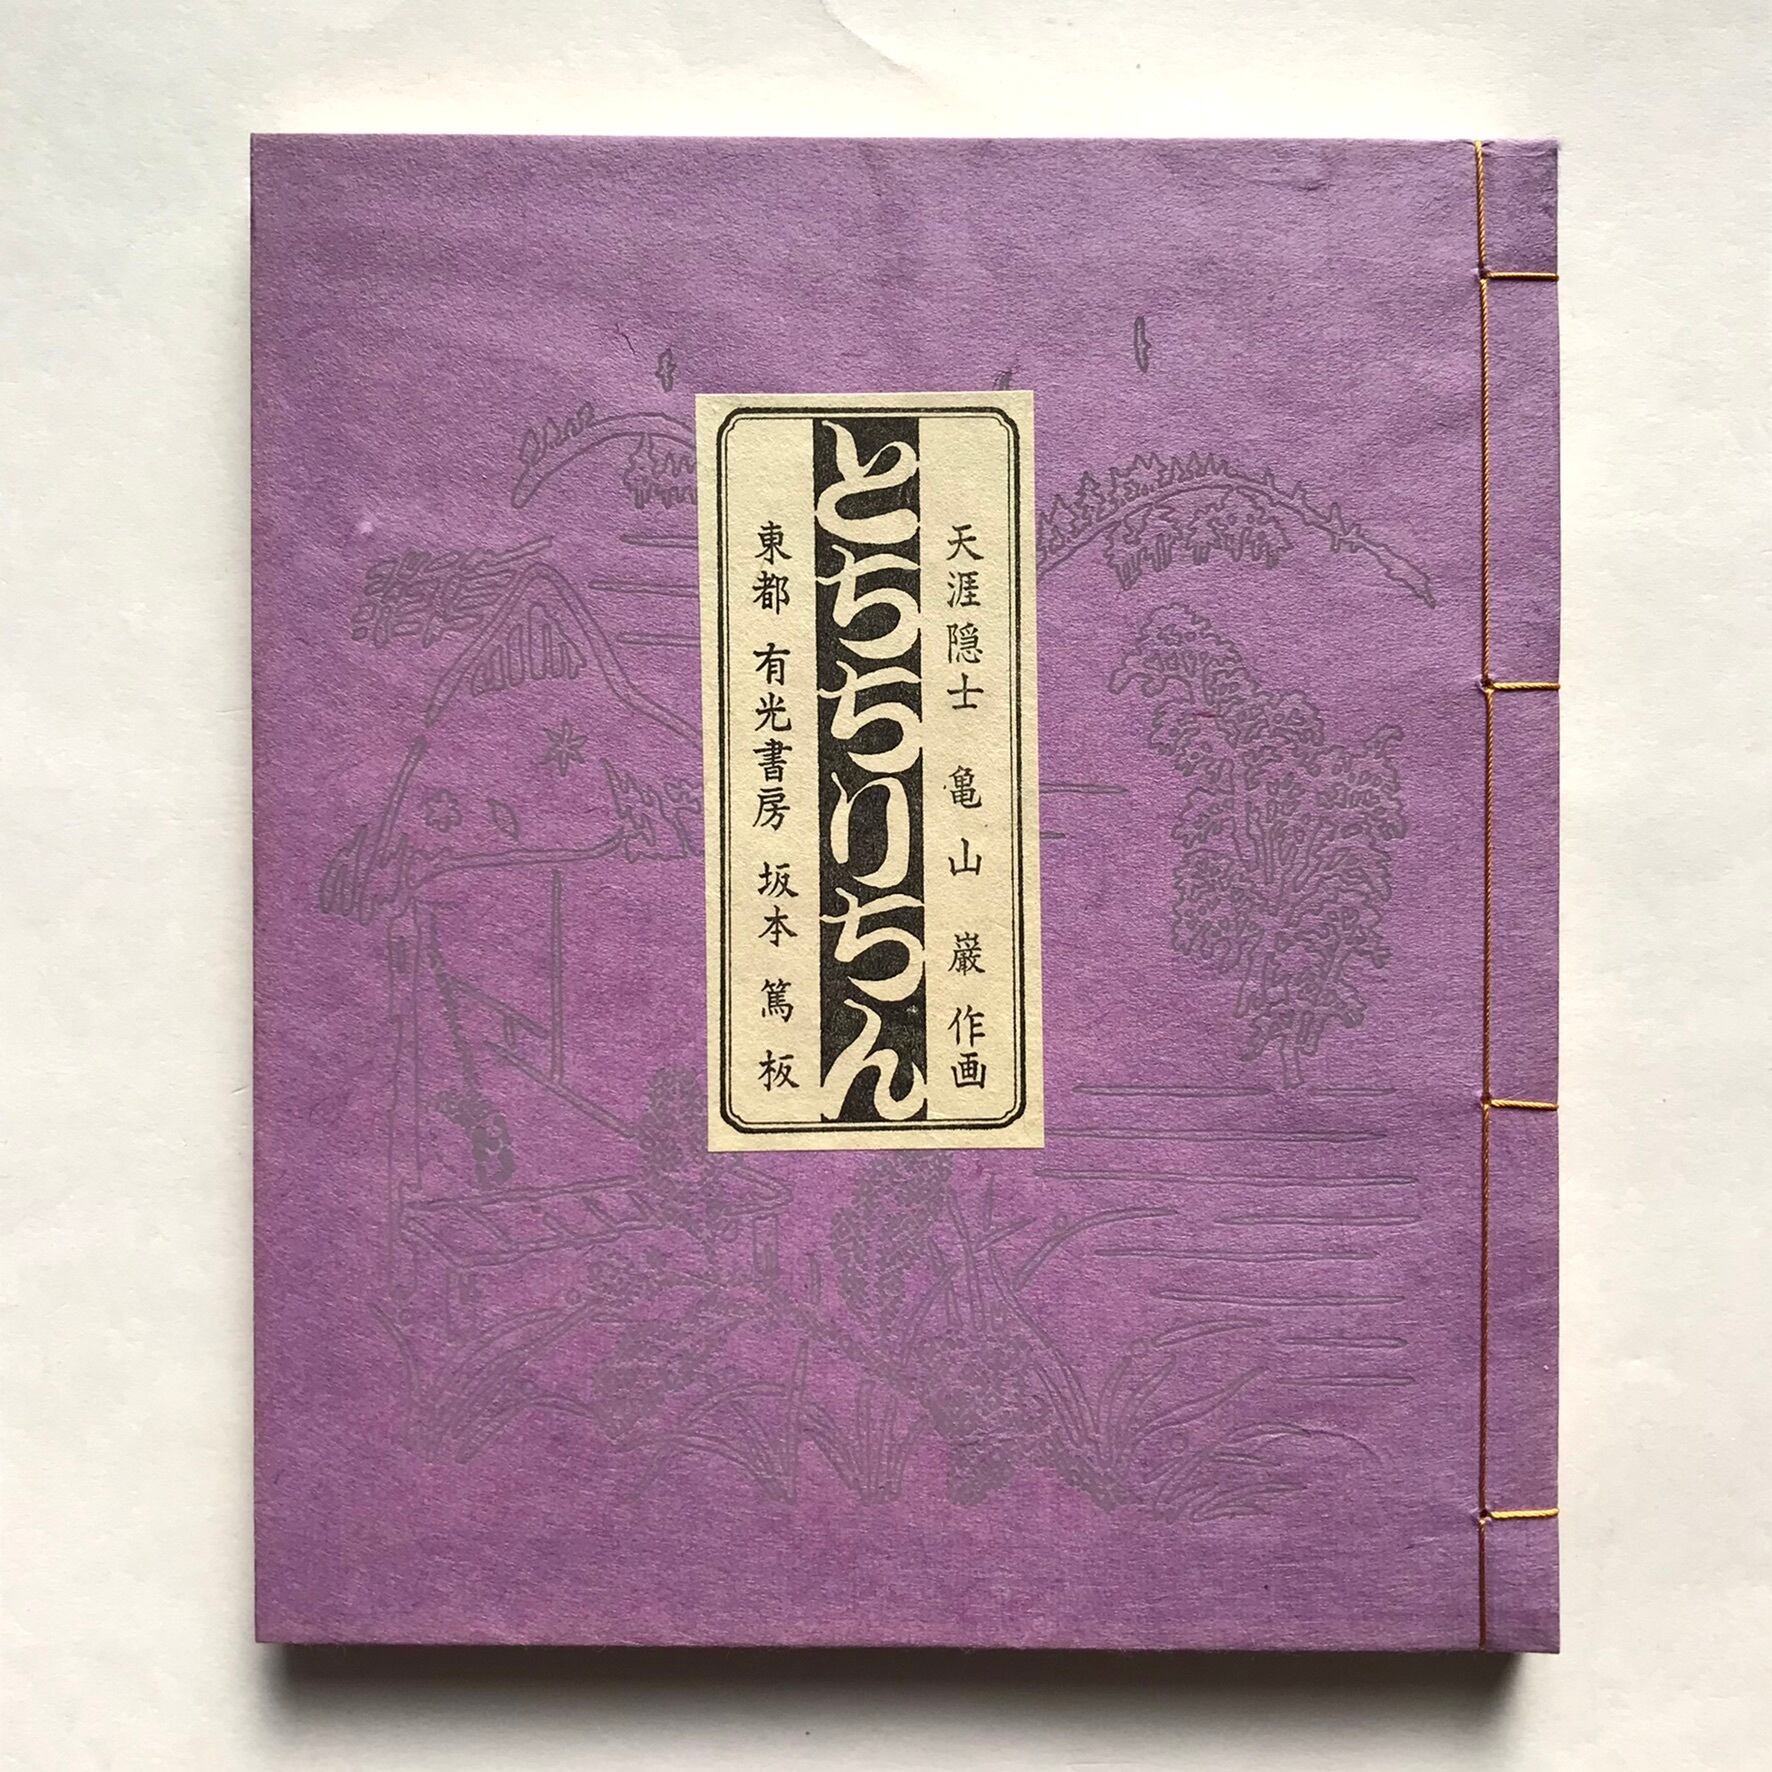 天涯隠士 亀山 巌 作画
とちちりちん
東都 有光書房 坂本 篤 板